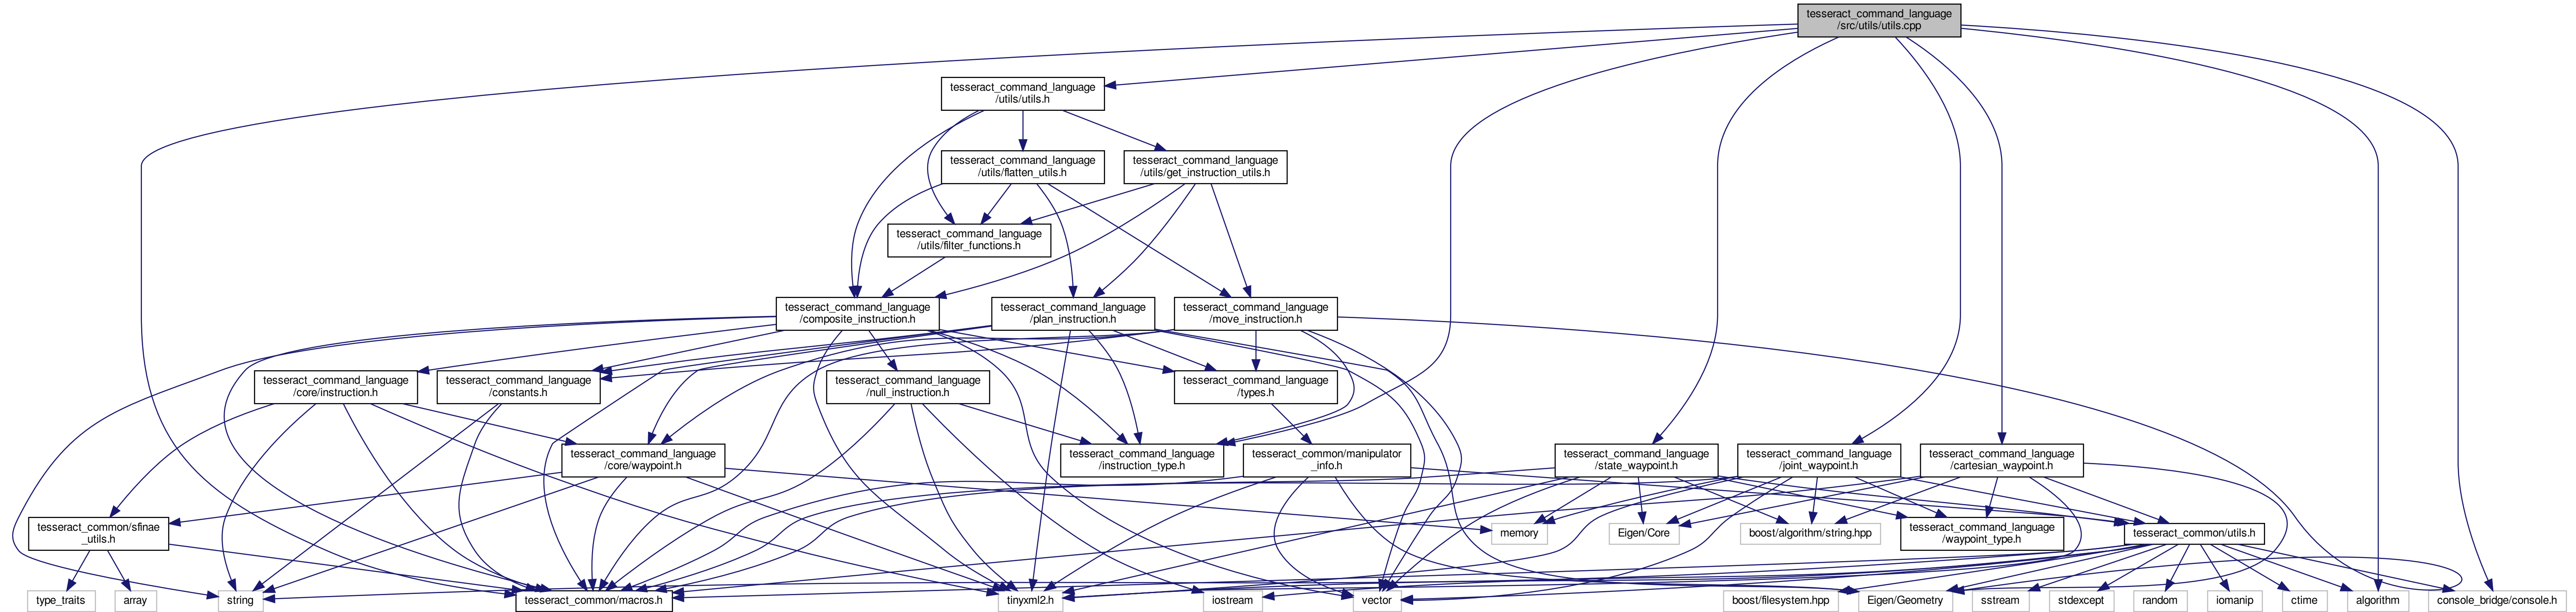 tesseract_command_language
/src/utils/utils.cpp
tesseract_command_language
/utils/utils.h
tesseract_command_language
/utils/flatten_utils.h
tesseract_command_language
/utils/get_instruction_utils.h
tesseract_command_language
/utils/filter_functions.h
tesseract_command_language
/composite_instruction.h
tesseract_command_language
/plan_instruction.h
tesseract_command_language
/move_instruction.h
tesseract_command_language
/core/instruction.h
tesseract_command_language
/constants.h
tesseract_command_language
/null_instruction.h
tesseract_command_language
/types.h
tesseract_command_language
/core/waypoint.h
tesseract_command_language
/instruction_type.h
tesseract_common/manipulator
_info.h
tesseract_command_language
/state_waypoint.h
tesseract_command_language
/joint_waypoint.h
tesseract_command_language
/cartesian_waypoint.h
tesseract_common/sfinae
_utils.h
memory
Eigen/Core
boost/algorithm/string.hpp
tesseract_command_language
/waypoint_type.h
tesseract_common/utils.h
type_traits
array
string
tesseract_common/macros.h
tinyxml2.h
iostream
vector
boost/filesystem.hpp
Eigen/Geometry
sstream
stdexcept
random
iomanip
ctime
algorithm
console_bridge/console.h